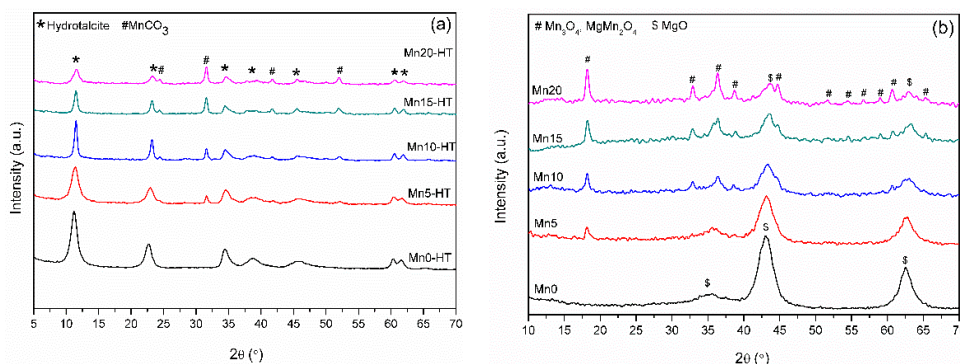 * Hydrotalcite #MnCO3 (a)
* * # # * * # * # * *
Mn20-HT
Mn15-HT
Mn10-HT
Mn5-HT
Mn0-HT
Intensity (a.u.)
5 10 15 20 25 30 35 40 45 50 55 60 65 70
2θ (°)
# Mn3O4, MgMn2O4 $ MgO (b)
# # # # $ # # # # # # $ #
Mn20
Mn15
Mn10
Mn5
Mn0
$ $ $
Intensity (a.u.)
10 15 20 25 30 35 40 45 50 55 60 65 70
2θ (°)